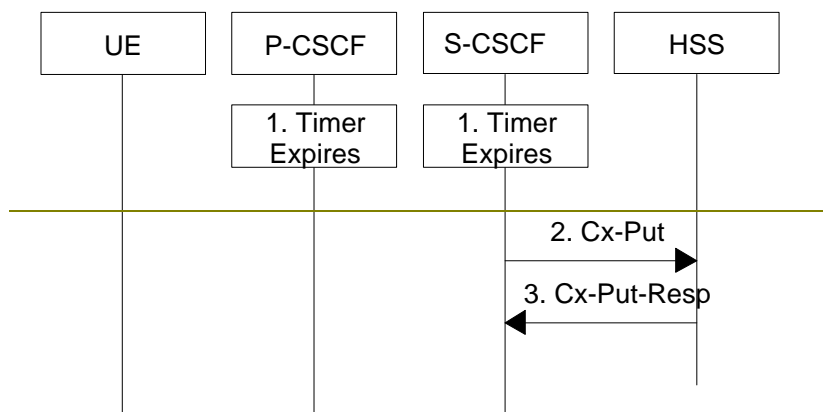 UE
P-CSCF
S-CSCF
HSS
1. Timer
Expires
1. Timer
Expires
2. Cx-Put
3. Cx-Put-Resp